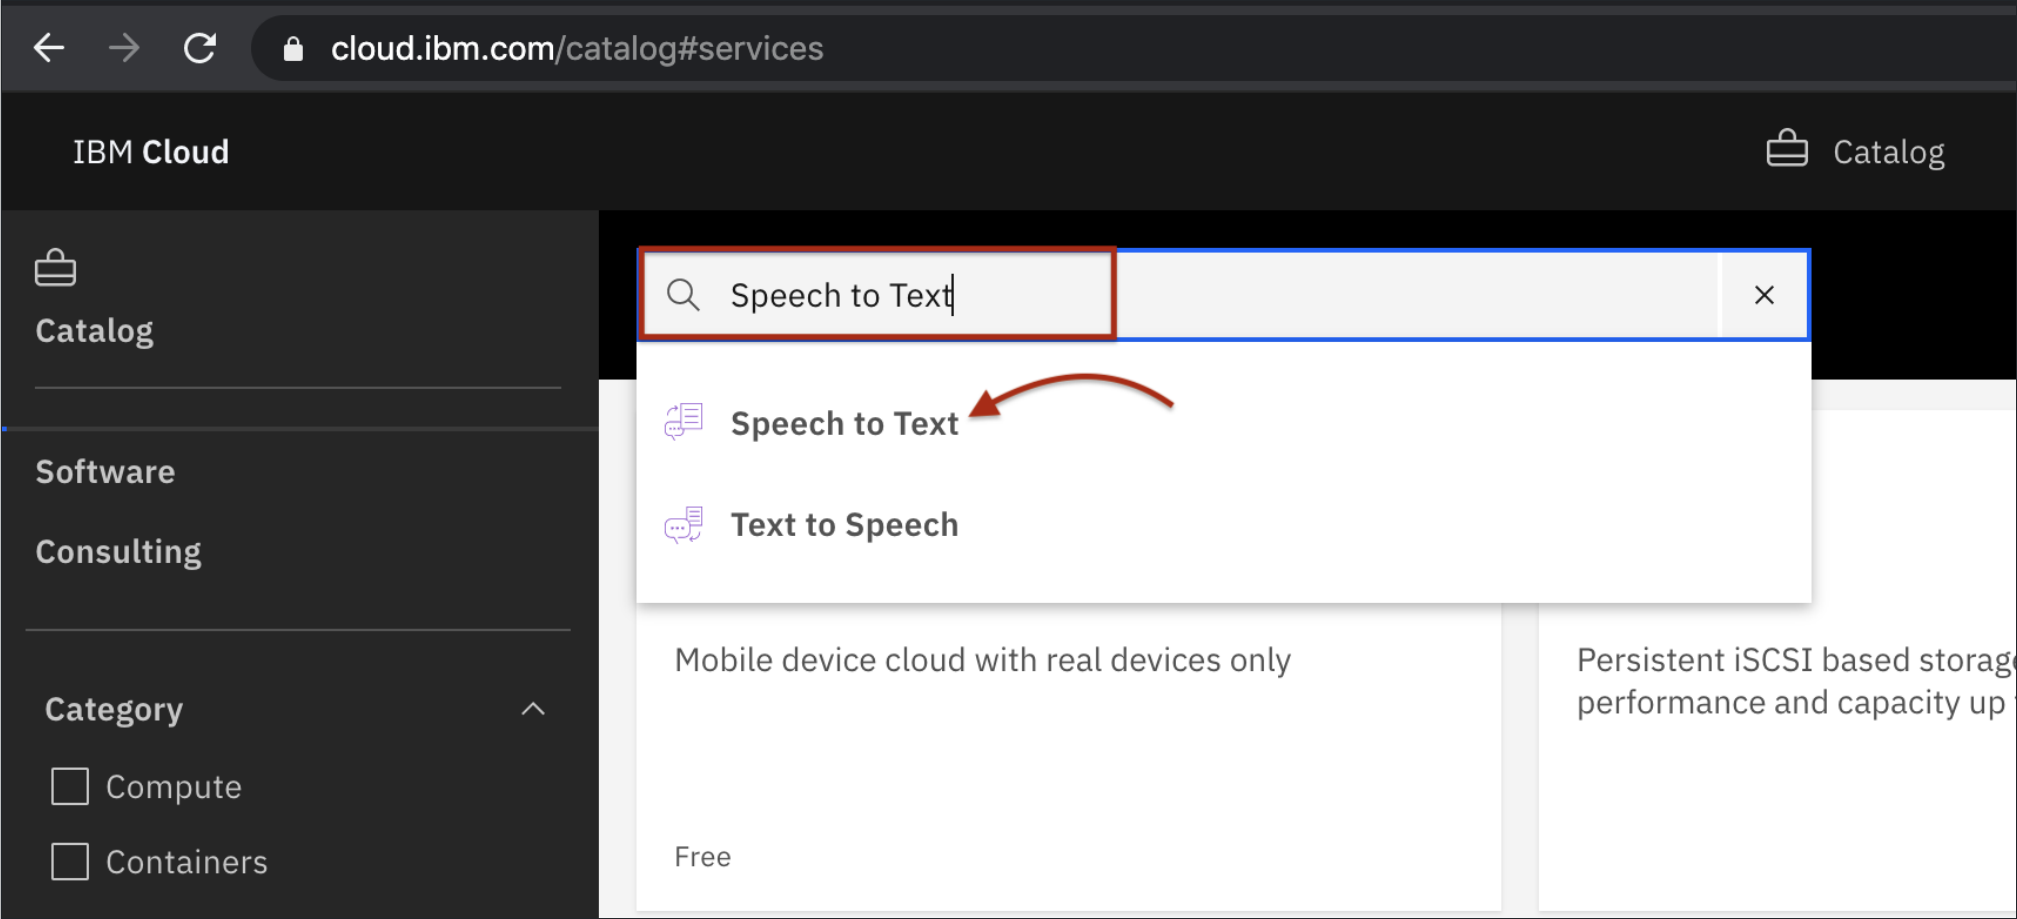 cloud.ibm.com/catalog#services
IBM Cloud
Catalog
Catalog
Software
Consulting
Category
Compute
Containers
Speech to Text
Speech to Text
Text to Speech
Mobile device cloud with real devices only
Free
Persistent iSCSI based storage
performance and capacity up